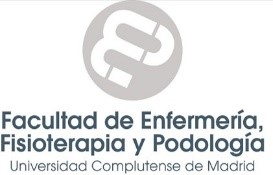 Facultad de Enfermería,
Fisioterapia y Podología
Universidad Complutense de Madrid